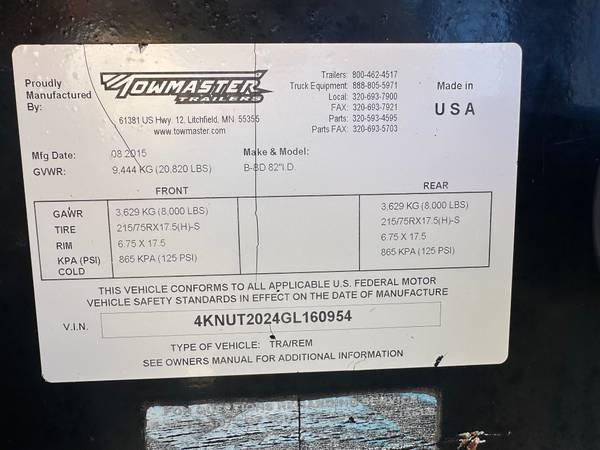 Proudly
Manufactured
By:
TOWMASTER
TRAILERS
61381 US Hwy. 12, Litchfield, MN 55355
www.towmaster.com
Trailers: 800-462-4517
Truck Equipment: 888-805-5971
Local: 320-693-7900
FAX: 320-693-7921
Parts: 320-593-4595
Parts FAX: 320-693-5703
Made in
USA
Mfg Date: 08 2015 Make & Model:
GVWR: 9,444 KG (20,820 LBS) B-8D 82"I.D.
FRONT REAR
GAWR 3,629 KG (8,000 LBS) 3,629 KG (8,000 LBS)
TIRE 215/75RX17.5(H)-S 215/75RX17.5(H)-S
RIM 6.75 X 17.5 6.75 X 17.5
KPA (PSI) 865 KPA (125 PSI) 865 KPA (125 PSI)
COLD
THIS VEHICLE CONFORMS TO ALL APPLICABLE U.S. FEDERAL MOTOR
VEHICLE SAFETY STANDARDS IN EFFECT ON THE DATE OF MANUFACTURE
V.I.N. 4KNUT2024GL160954
TYPE OF VEHICLE: TRA/REM
SEE OWNERS MANUAL FOR ADDITIONAL INFORMATION